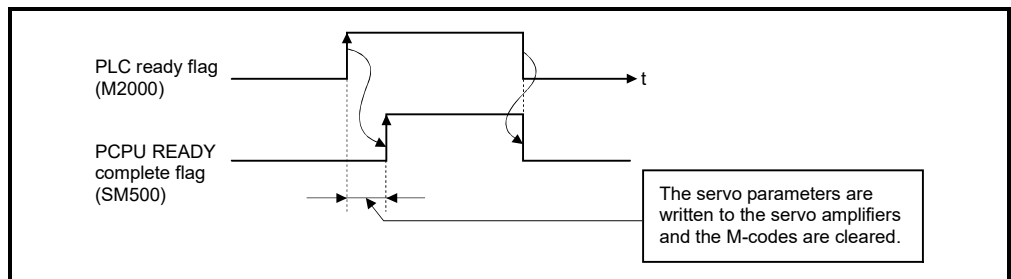 PLC ready flag
(M2000)
t
PCPU READY
complete flag
(SM500)
The servo parameters are
written to the servo amplifiers
and the M-codes are cleared.